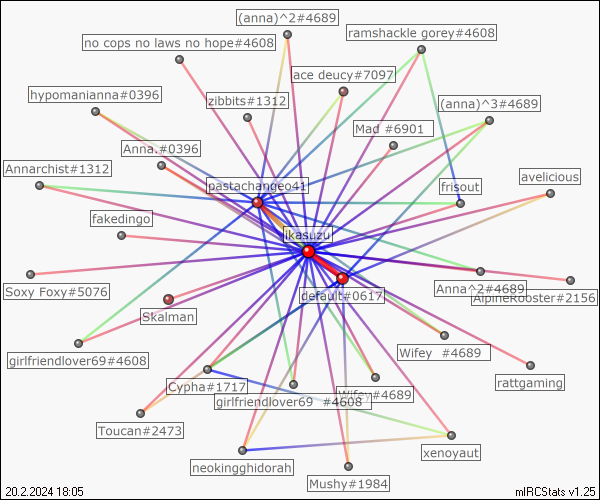 (anna)^2#4689
ramshackle gorey#4608
no cops no laws no hope#4608
ace deucy#7097
hypomanianna#0396
zibbits#1312
(anna)^3#4689
Mad #6901
Anna.#0396
Annarchist#1312
avelicious
pastachangeo41
frisout
fakedingo
ikasuzu
Soxy Foxy#5076
Anna^2#4689
AlpineRooster#2156
default#0617
Skalman
girlfriendlover69#4608
Wifey #4689
rattgaming
Cypha#1717
Wifey#4689
girlfriendlover69 #4608
Toucan#2473
xenoyaut
neokingghidorah
Mushy#1984
20.2.2024 18:05
mIRCStats v1.25